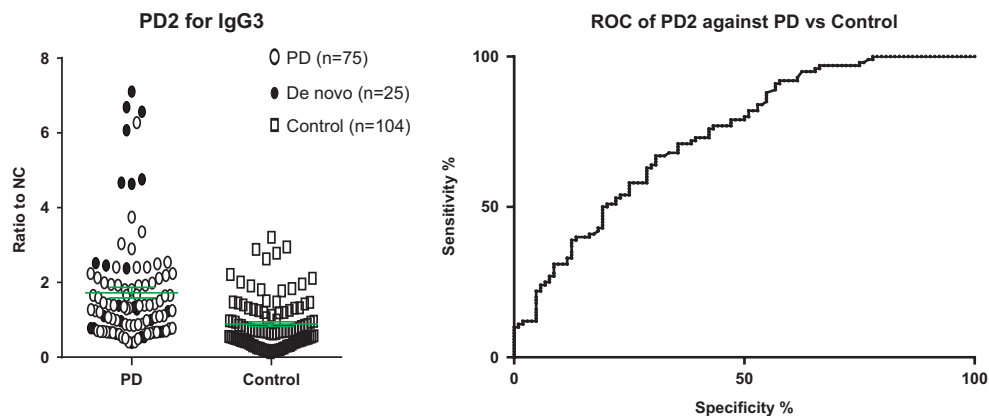 PD2 for IgG3
PD (n=75)
De novo (n=25)
Control (n=104)
Ratio to NC
8
6
4
2
0
PD
Control
ROC of PD2 against PD vs Control
Sensitivity %
100
50
0
0
50
100
Specificity %